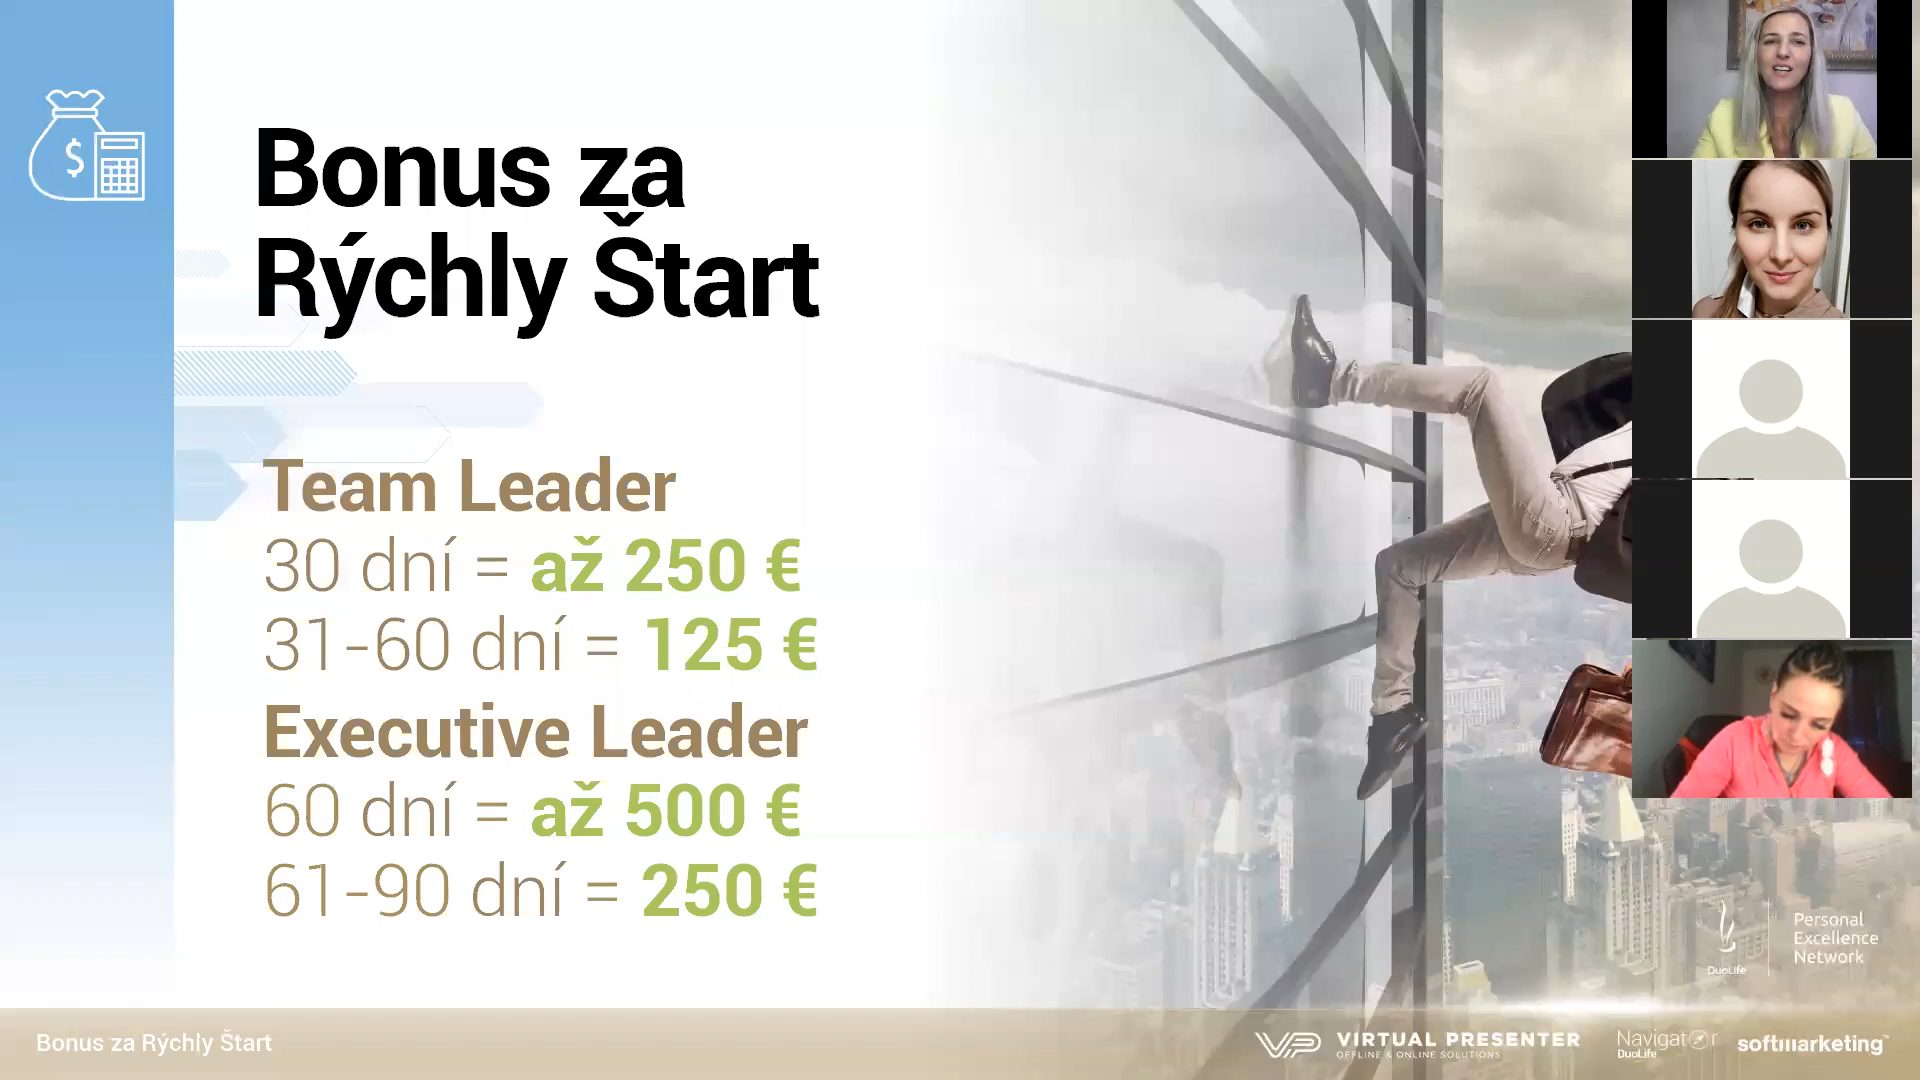 Bonus za
Rýchly Štart
Team Leader
30 dní = až 250 €
31-60 dní = 125 €
Executive Leader
60 dní = až 500 €
61-90 dní = 250 €
DuoLife
Personal
Excellence
Network
Bonus za Rýchly Štart
VP VIRTUAL PRESENTER
OFFLINE & ONLINE SOLUTIONS
Navigator
DuoLife
softmarketing™